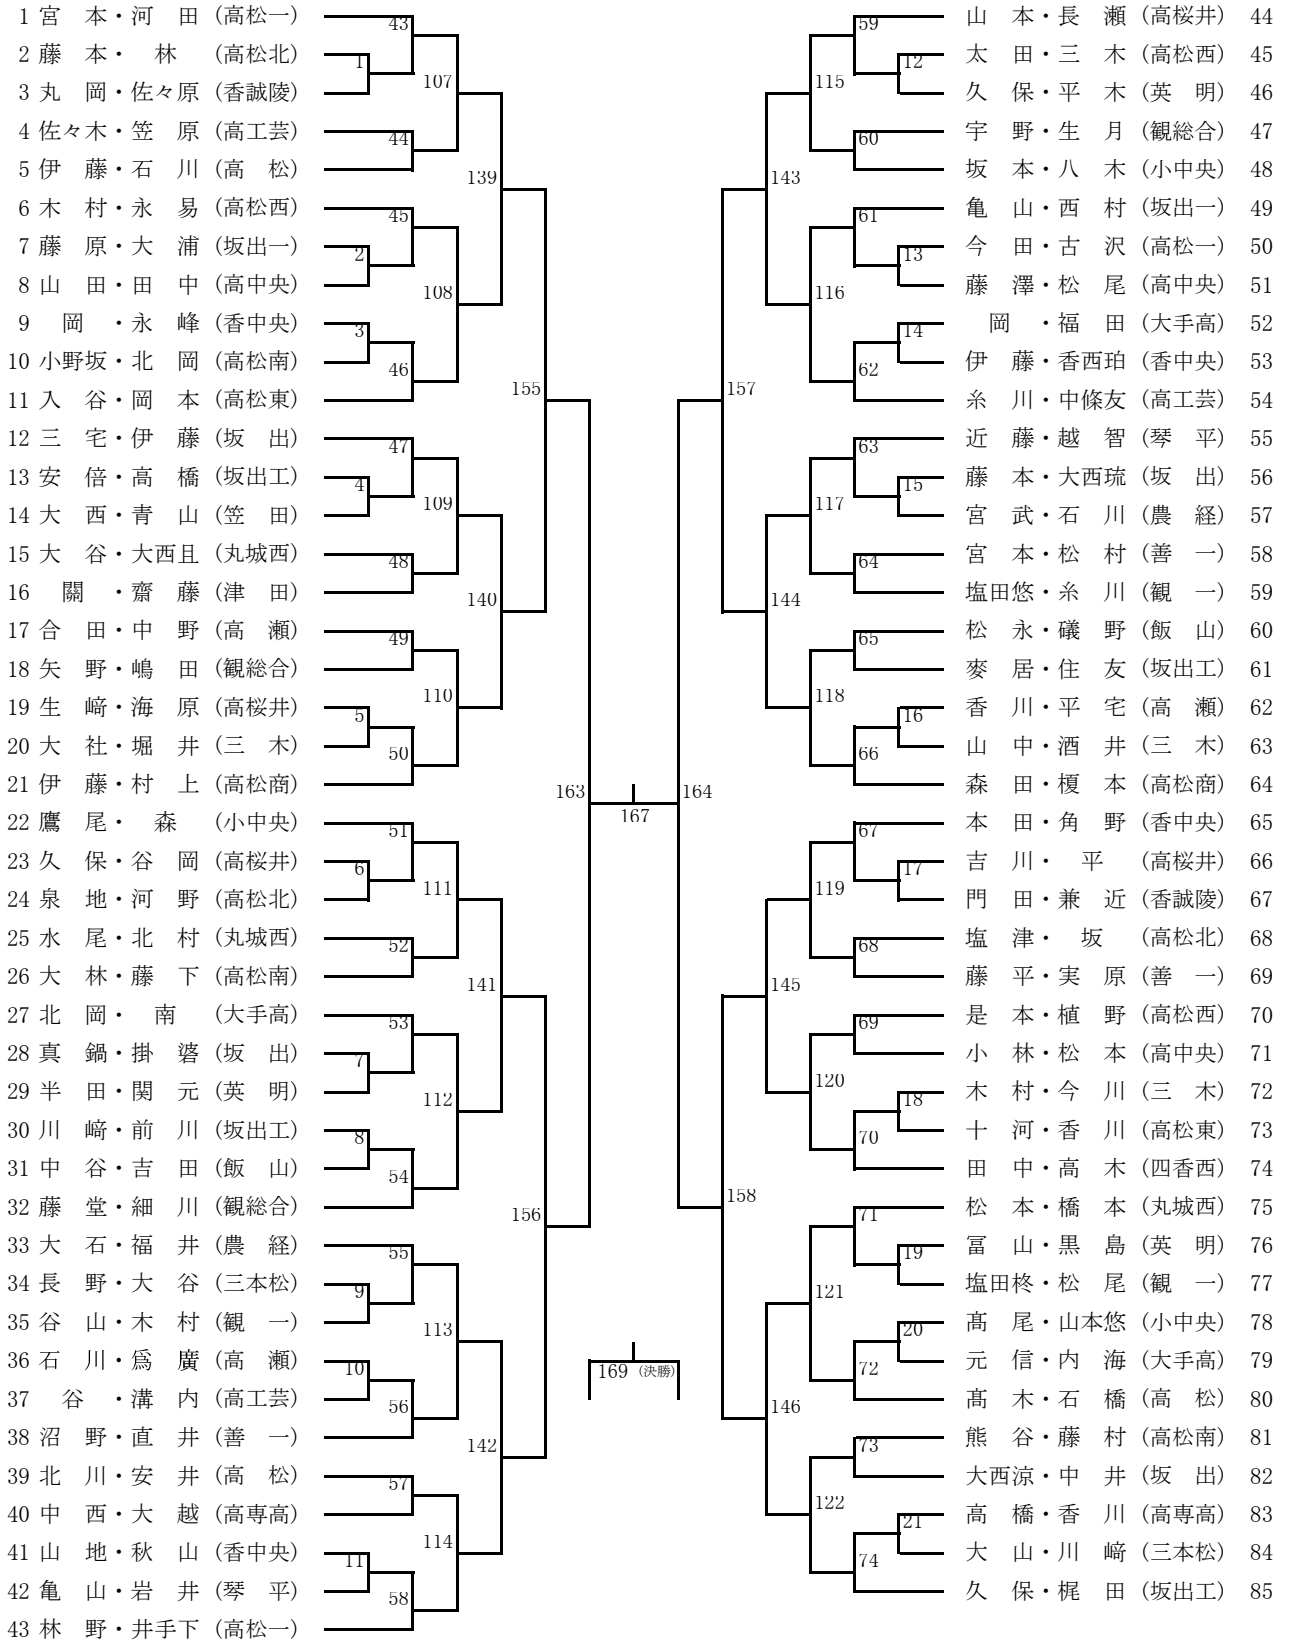 1 宮 本・河 田 (高松一)
2 藤 本・ 林 (高松北)
3 丸 岡・佐々原 (香誠陵)
4 佐々木・笠 原 (高工芸)
5 伊 藤・石 川 (高 松)
6 木 村・永 易 (高松西)
7 藤 原・大 浦 (坂出一)
8 山 田・田 中 (高中央)
9 岡 ・永 峰 (香中央)
10 小野坂・北 岡 (高松南)
11 入 谷・岡 本 (高松東)
12 三 宅・伊 藤 (坂 出)
13 安 倍・高 橋 (坂出工)
14 大 西・青 山 (笠 田)
15 大 谷・大西且 (丸城西)
16 關 ・齋 藤 (津 田)
17 合 田・中 野 (高 瀬)
18 矢 野・嶋 田 (観総合)
19 生 﨑・海 原 (高桜井)
20 大 社・堀 井 (三 木)
21 伊 藤・村 上 (高松商)
22 鷹 尾・ 森 (小中央)
23 久 保・谷 岡 (高桜井)
24 泉 地・河 野 (高松北)
25 水 尾・北 村 (丸城西)
26 大 林・藤 下 (高松南)
27 北 岡・ 南 (大手高)
28 真 鍋・掛 (坂 出)
29 半 田・関 元 (英 明)
30 川 﨑・前 川 (坂出工)
31 中 谷・吉 田 (飯 山)
32 藤 堂・細 川 (観総合)
33 大 石・福 井 (農 経)
34 長 野・大 谷 (三本松)
35 谷 山・木 村 (観 一)
36 石 川・爲 廣 (高 瀬)
37 谷 ・溝 内 (高工芸)
38 沼 野・直 井 (善 一)
39 北 川・安 井 (高 松)
40 中 西・大 越 (高専高)
41 山 地・秋 山 (香中央)
42 亀 山・岩 井 (琴 平)
43 林 野・井手下 (高松一)
43
1
107
44
139
45
2
108
3
46
155
47
4
109
48
140
49
110
5
50
163
51
6
111
52
141
53
7
112
8
54
156
55
9
113
10
56
142
57
114
11
58
167
169 (決勝)
164
59
12
115
60
143
61
13
116
14
62
157
63
15
117
64
144
65
118
16
66
67
17
119
68
145
69
120
18
70
158
71
19
121
20
72
146
73
122
21
74
山 本・長 瀬 (高桜井) 44
太 田・三 木 (高松西) 45
久 保・平 木 (英 明) 46
宇 野・生 月 (観総合) 47
坂 本・八 木 (小中央) 48
亀 山・西 村 (坂出一) 49
今 田・古 沢 (高松一) 50
藤 澤・松 尾 (高中央) 51
岡 ・福 田 (大手高) 52
伊 藤・香西珀 (香中央) 53
糸 川・中條友 (高工芸) 54
近 藤・越 智 (琴 平) 55
藤 本・大西琉 (坂 出) 56
宮 武・石 川 (農 経) 57
宮 本・松 村 (善 一) 58
塩田悠・糸 川 (観 一) 59
松 永・礒 野 (飯 山) 60
麥 居・住 友 (坂出工) 61
香 川・平 宅 (高 瀬) 62
山 中・酒 井 (三 木) 63
森 田・榎 本 (高松商) 64
本 田・角 野 (香中央) 65
吉 川・ 平 (高桜井) 66
門 田・兼 近 (香誠陵) 67
塩 津・ 坂 (高松北) 68
藤 平・実 原 (善 一) 69
是 本・植 野 (高松西) 70
小 林・松 本 (高中央) 71
木 村・今 川 (三 木) 72
十 河・香 川 (高松東) 73
田 中・高 木 (四香西) 74
松 本・橋 本 (丸城西) 75
冨 山・黒 島 (英 明) 76
塩田柊・松 尾 (観 一) 77
髙 尾・山本悠 (小中央) 78
元 信・内 海 (大手高) 79
髙 木・石 橋 (高 松) 80
熊 谷・藤 村 (高松南) 81
大西涼・中 井 (坂 出) 82
高 橋・香 川 (高専高) 83
大 山・川 﨑 (三本松) 84
久 保・梶 田 (坂出工) 85